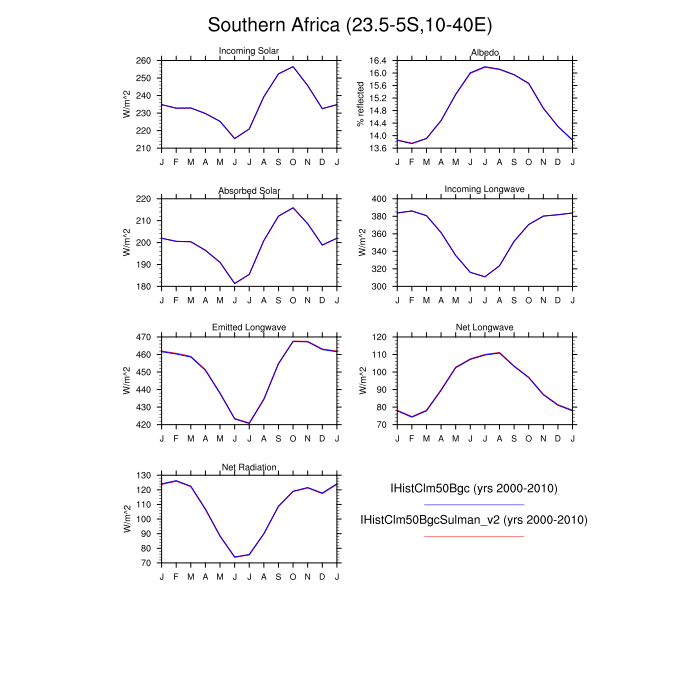 Southern Africa (23.5-5S,10-40E)
Incoming Solar
W/m^2
260
250
240
230
220
210
J F M A M J J A S O N D J
Albedo
% reflected
16.4
16.0
15.6
15.2
14.8
14.4
14.0
13.6
J F M A M J J A S O N D J
Absorbed Solar
W/m^2
220
210
200
190
180
J F M A M J J A S O N D J
Incoming Longwave
W/m^2
400
380
360
340
320
300
J F M A M J J A S O N D J
Emitted Longwave
W/m^2
470
460
450
440
430
420
J F M A M J J A S O N D J
Net Longwave
W/m^2
120
110
100
90
80
70
J F M A M J J A S O N D J
Net Radiation
W/m^2
130
120
110
100
90
80
70
J F M A M J J A S O N D J
IHistClm50Bgc (yrs 2000-2010)
IHistClm50BgcSulman_v2 (yrs 2000-2010)